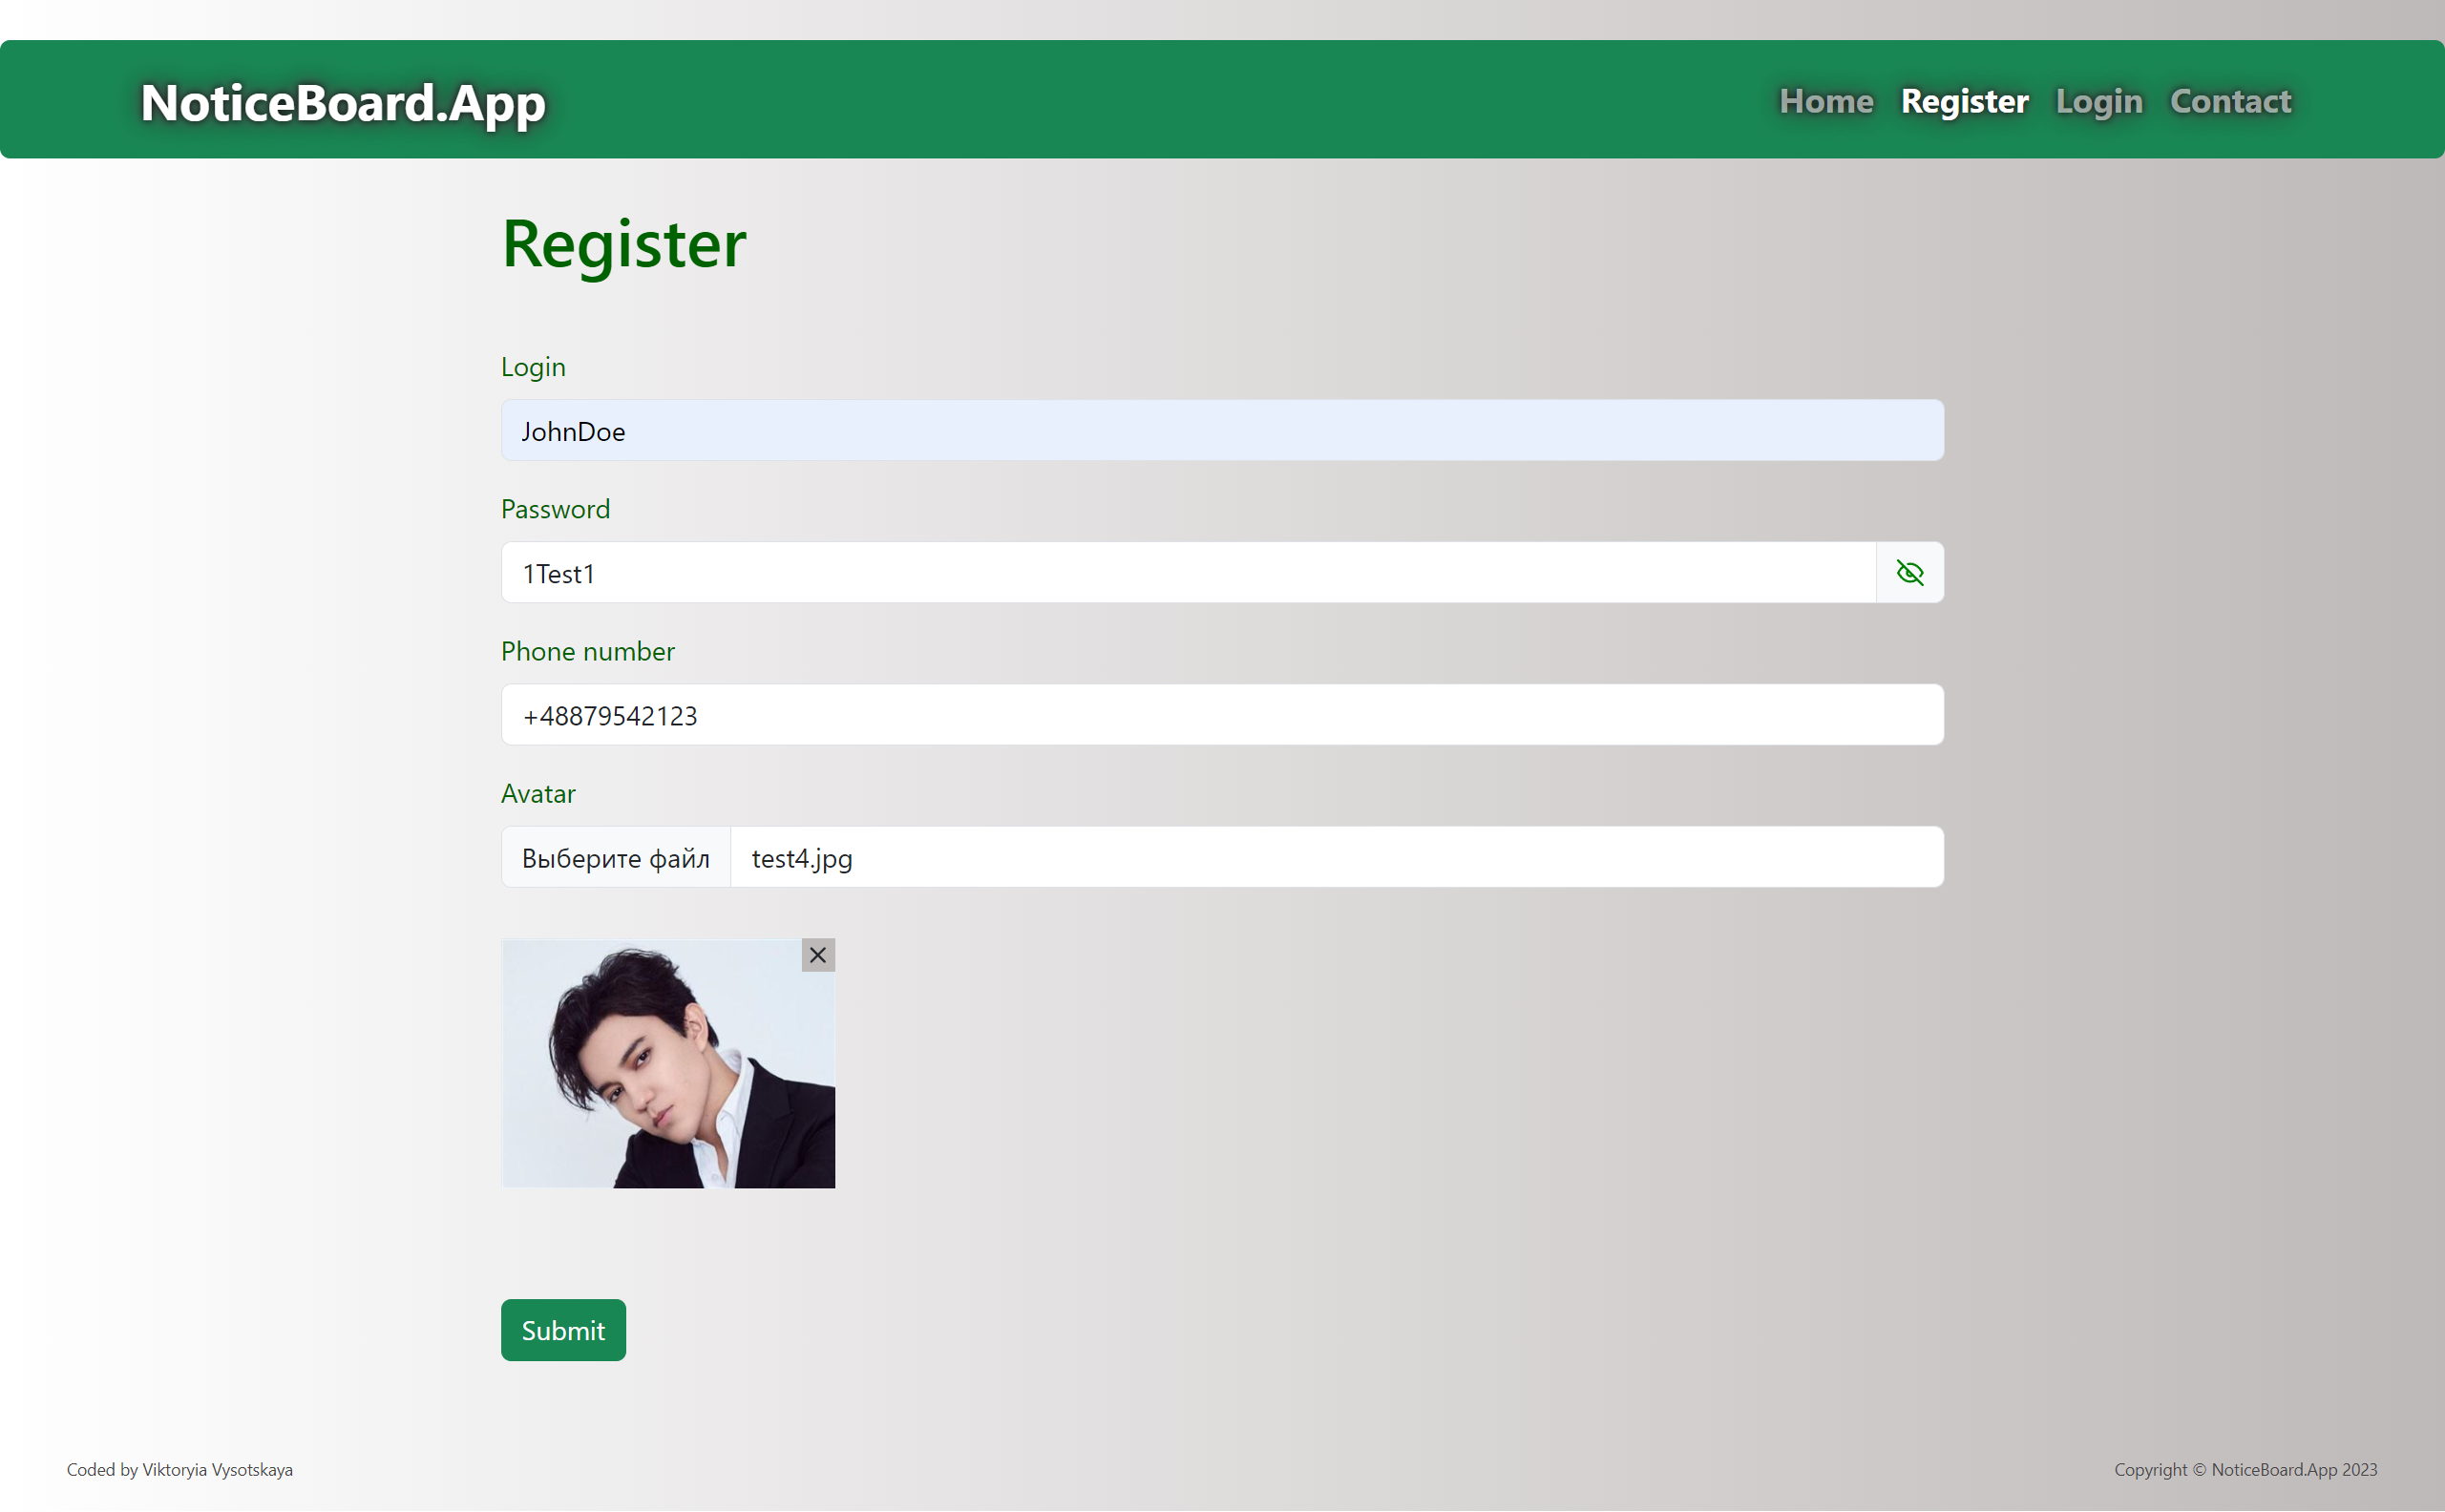 NoticeBoard.App
Home Register Login Contact
Register
Login
JohnDoe
Password
1Test1
Phone number
+48879542123
Avatar
Выберите файл test4.jpg
Submit
Coded by Viktoryia Vysotskaya
Copyright © NoticeBoard.App 2023